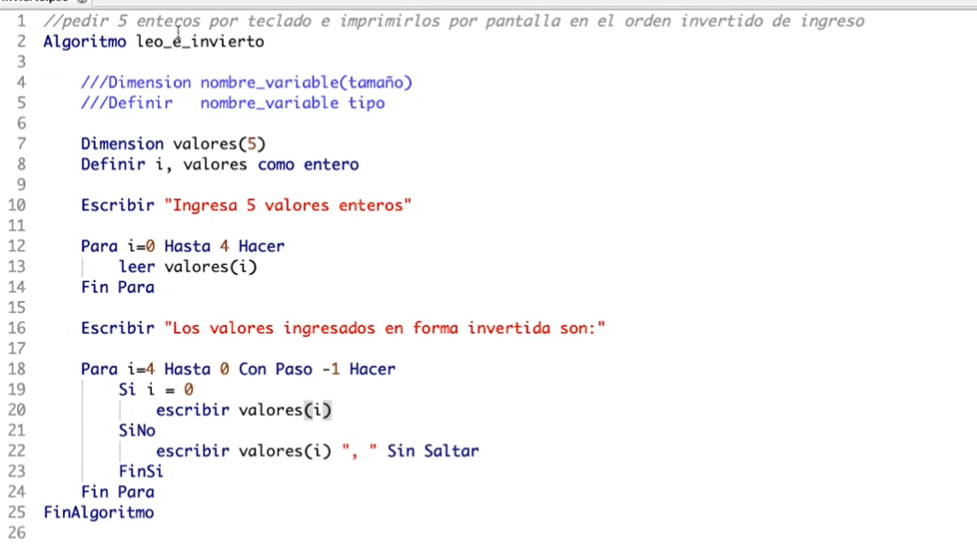 1 //pedir 5 enteros por teclado e imprimirlos por pantalla en el orden invertido de ingreso
2 Algoritmo leo_e_invierto
3
4 ///Dimension nombre_variable(tamaño)
5 ///Definir nombre_variable tipo
6
7 Dimension valores(5)
8 Definir i, valores como entero
9
10 Escribir "Ingresa 5 valores enteros"
11
12 Para i=0 Hasta 4 Hacer
13 leer valores(i)
14 Fin Para
15
16 Escribir "Los valores ingresados en forma invertida son:"
17
18 Para i=4 Hasta 0 Con Paso -1 Hacer
19 Si i = 0
20 escribir valores(i)
21 SiNo
22 escribir valores(i) ", " Sin Saltar
23 FinSi
24 Fin Para
25 FinAlgoritmo
26